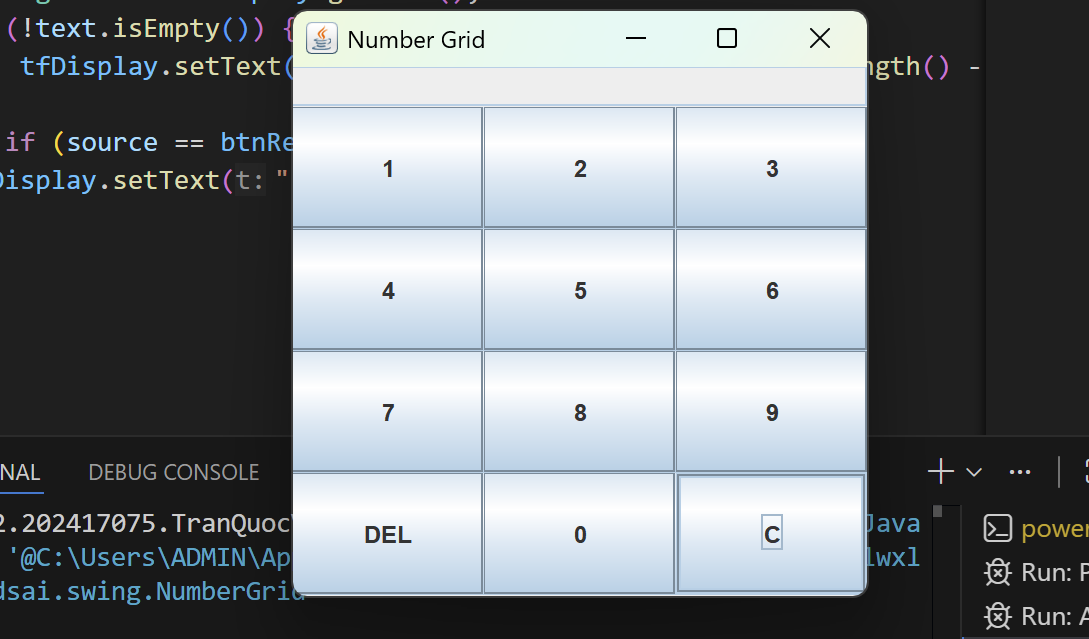 (!text.isEmpty()) {
tfDisplay.setText(
ngth() -
if (source == btnRe
Display.setText(t: "
Number Grid
1 2 3
4 5 6
7 8 9
DEL 0 C
NAL DEBUG CONSOLE
2.202417075.TranQuoc
Java
'@C:\Users\ADMIN\Ap
lwxl
dsai.swing.NumberGrid
power
Run: P
Run: A